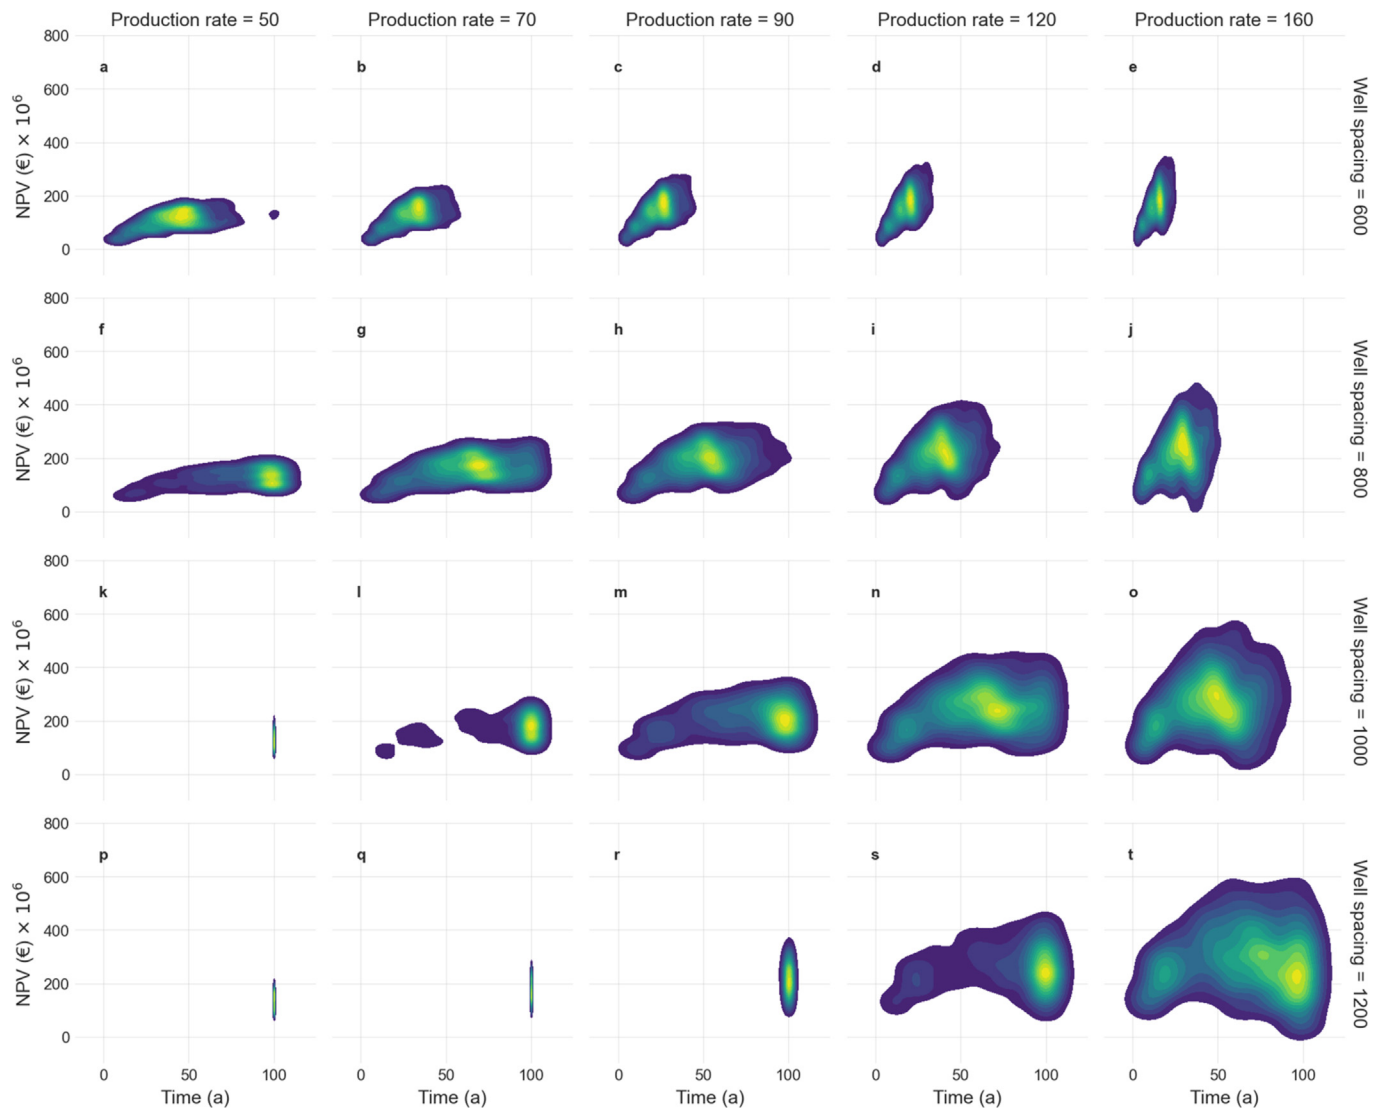 Production rate = 50 Production rate = 70 Production rate = 90 Production rate = 120 Production rate = 160
800
600
400
200
0
NPV (€) × 10⁶
a b c d e
Well spacing = 600
800
600
400
200
0
NPV (€) × 10⁶
f g h i j
Well spacing = 800
800
600
400
200
0
NPV (€) × 10⁶
k l m n o
Well spacing = 1000
800
600
400
200
0
NPV (€) × 10⁶
p q r s t
Well spacing = 1200
0 50 100 0 50 100 0 50 100 0 50 100 0 50 100
Time (a) Time (a) Time (a) Time (a) Time (a)